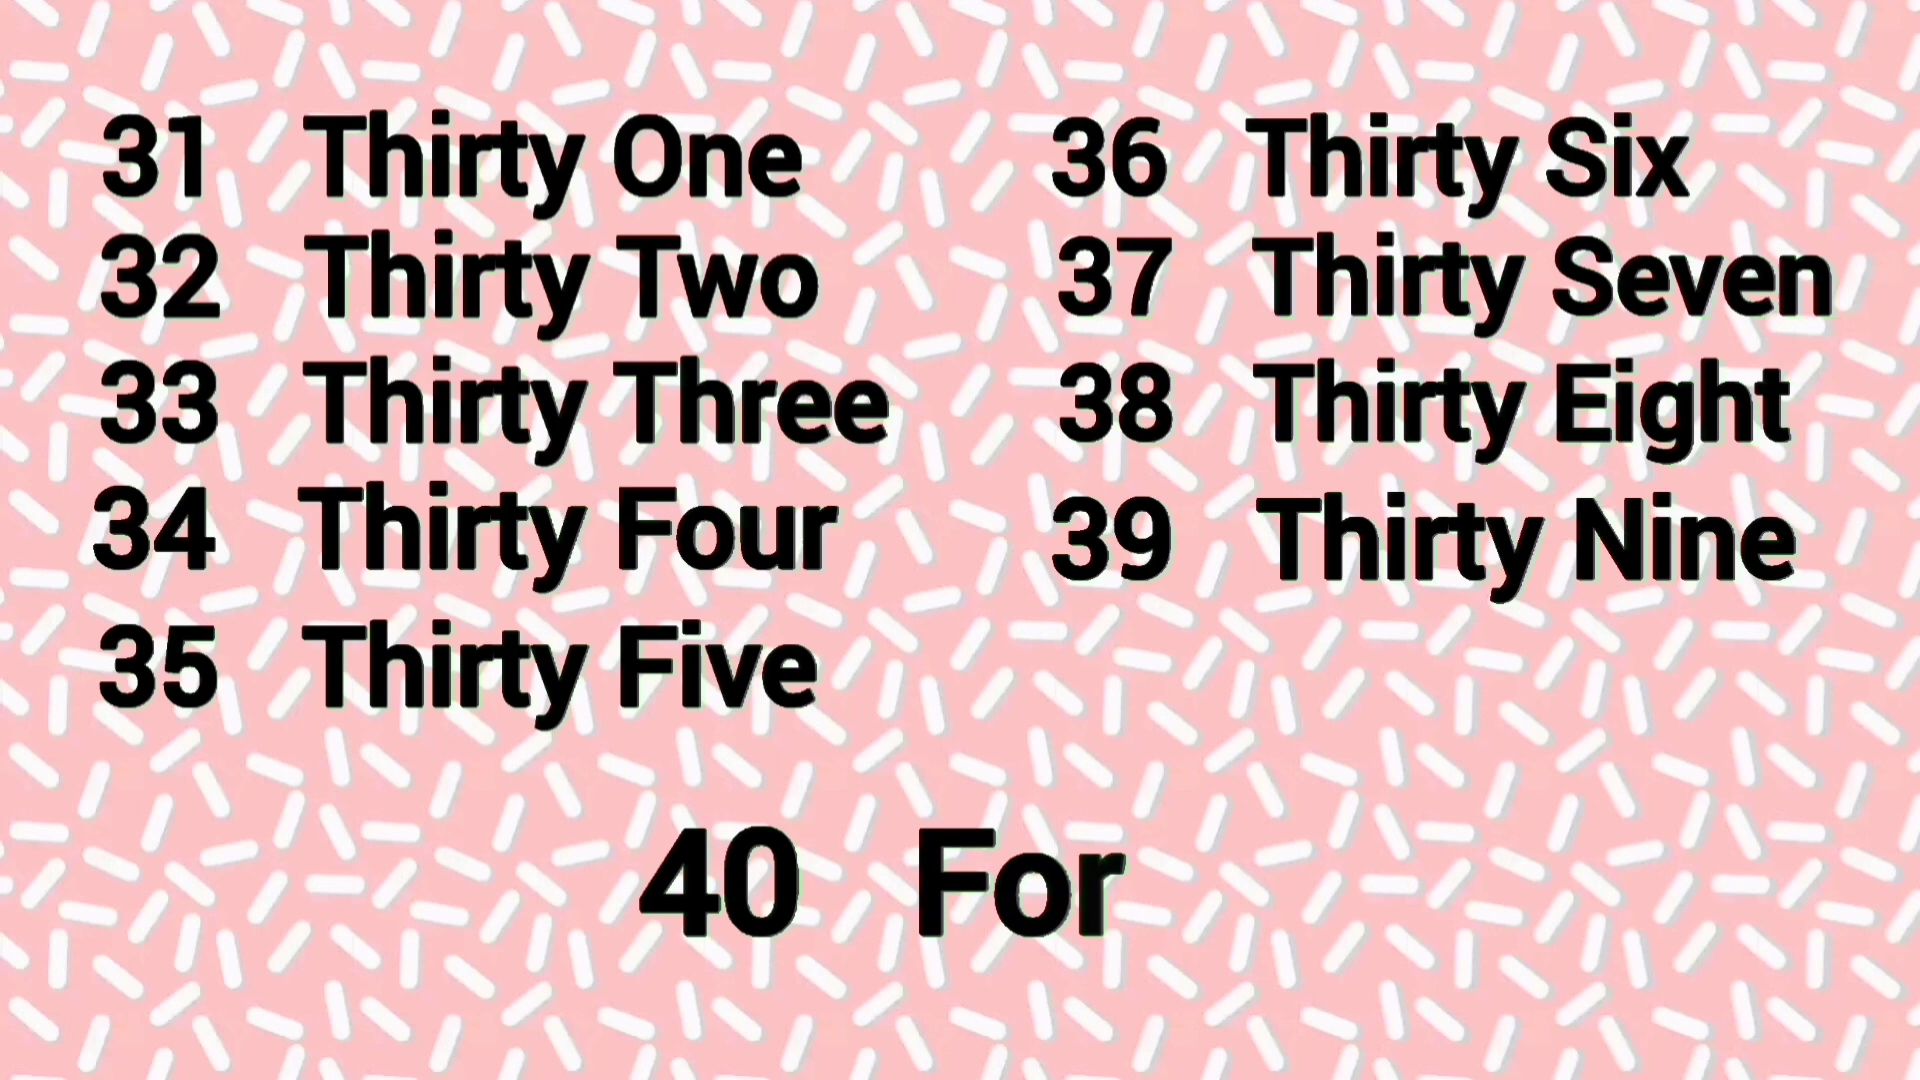 31 Thirty One
32 Thirty Two
33 Thirty Three
34 Thirty Four
35 Thirty Five
36 Thirty Six
37 Thirty Seven
38 Thirty Eight
39 Thirty Nine
40 For